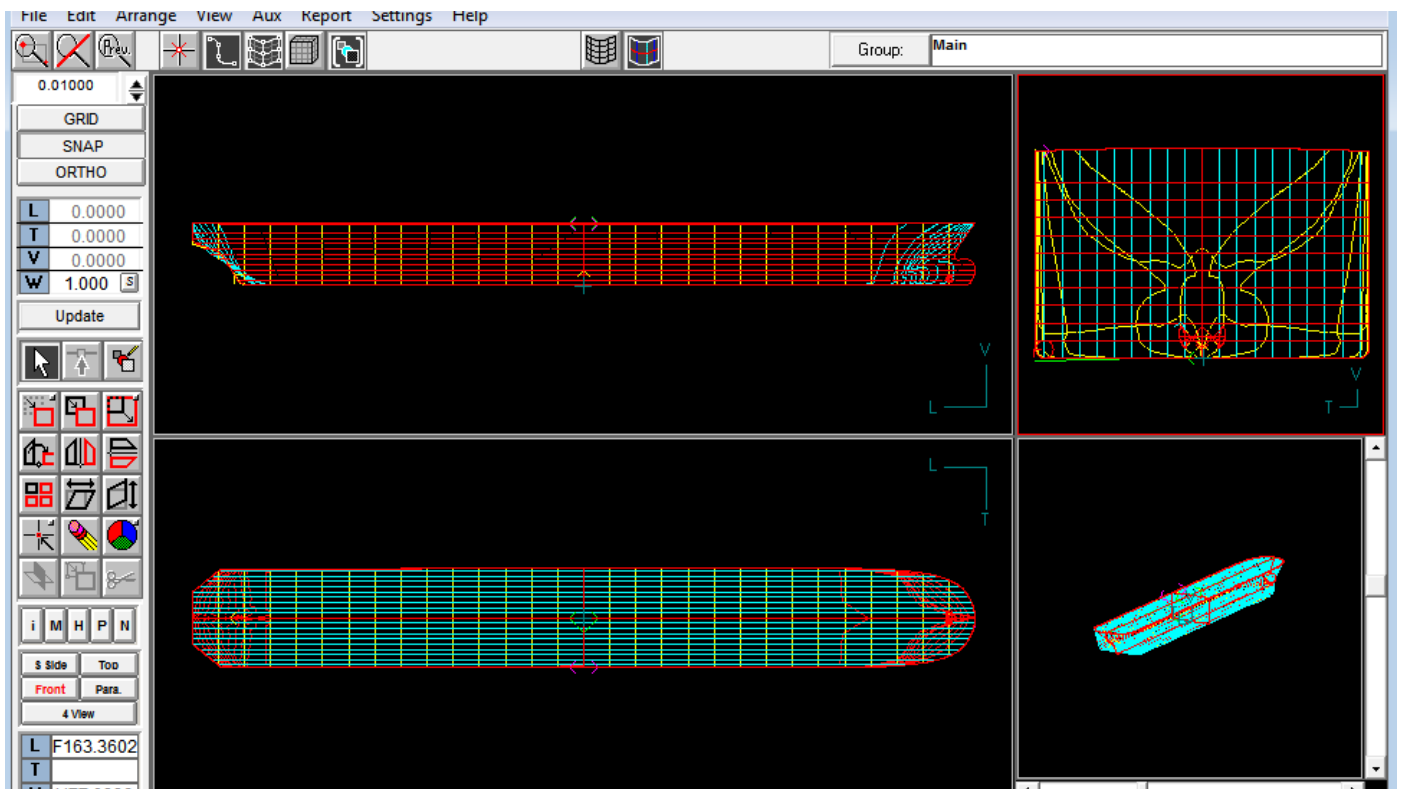 File Edit Arrange View Aux Report Settings Help
Prev. Group: Main
0.01000
GRID
SNAP
ORTHO
L 0.0000
T 0.0000
V 0.0000
W 1.000 S
Update
i M H P N
S Side Top
Front Para.
4 View
L F163.3602
T
V
L
V
T
L
T